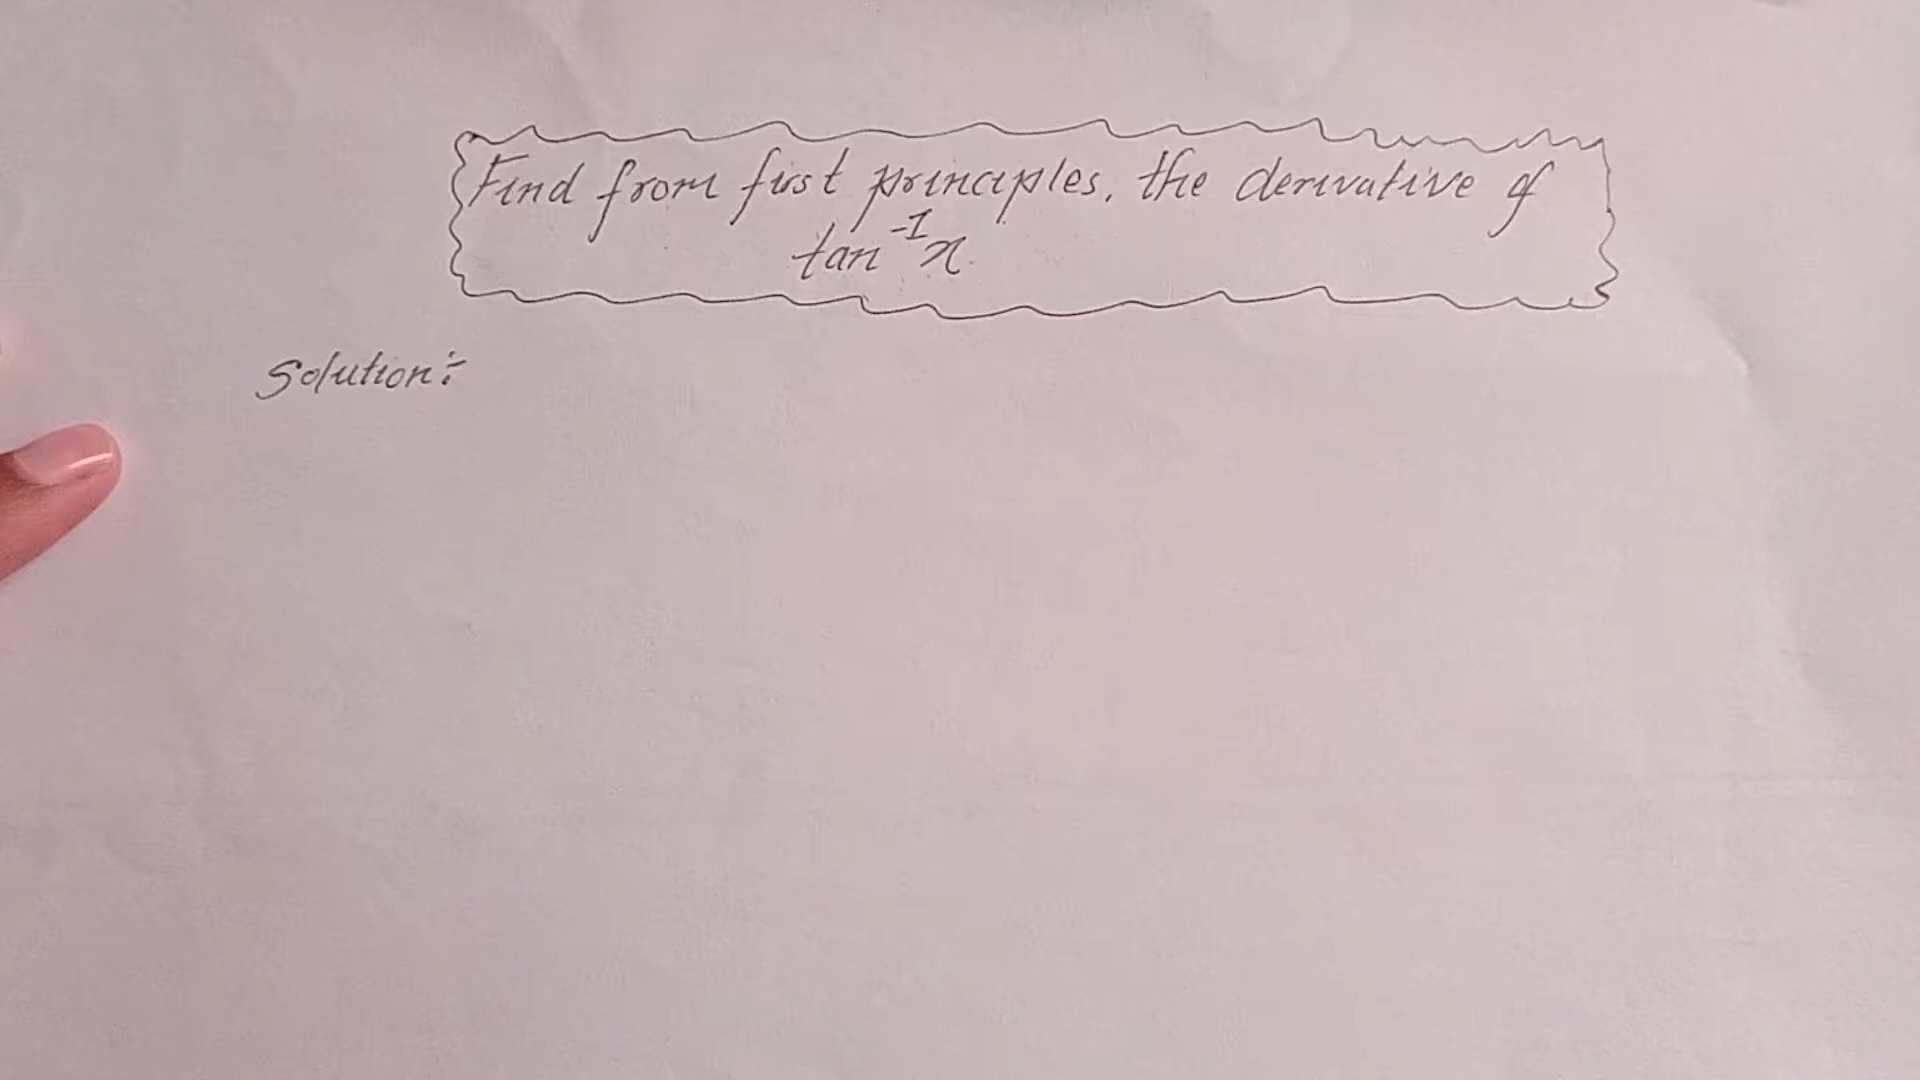 Find from first principles, the derivative of
tan⁻¹x.
Solution:-